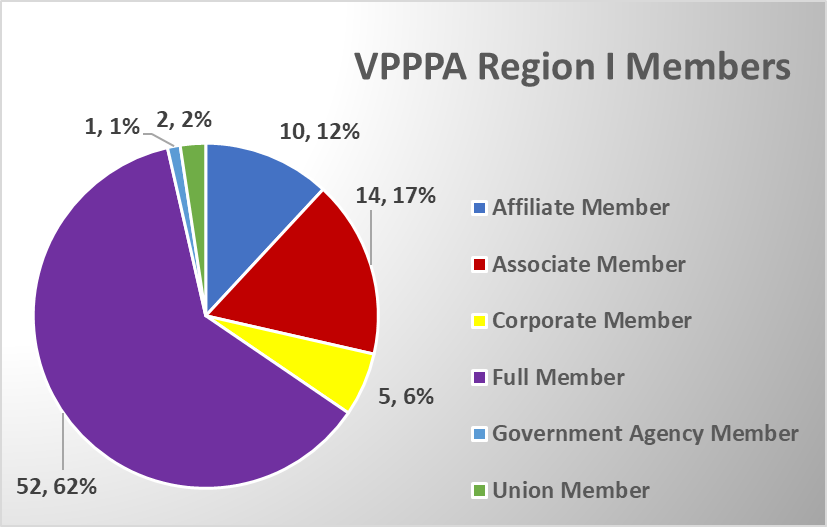 VPPPA Region I Members
1, 1%
2, 2%
10, 12%
14, 17%
5, 6%
52, 62%
Affiliate Member
Associate Member
Corporate Member
Full Member
Government Agency Member
Union Member